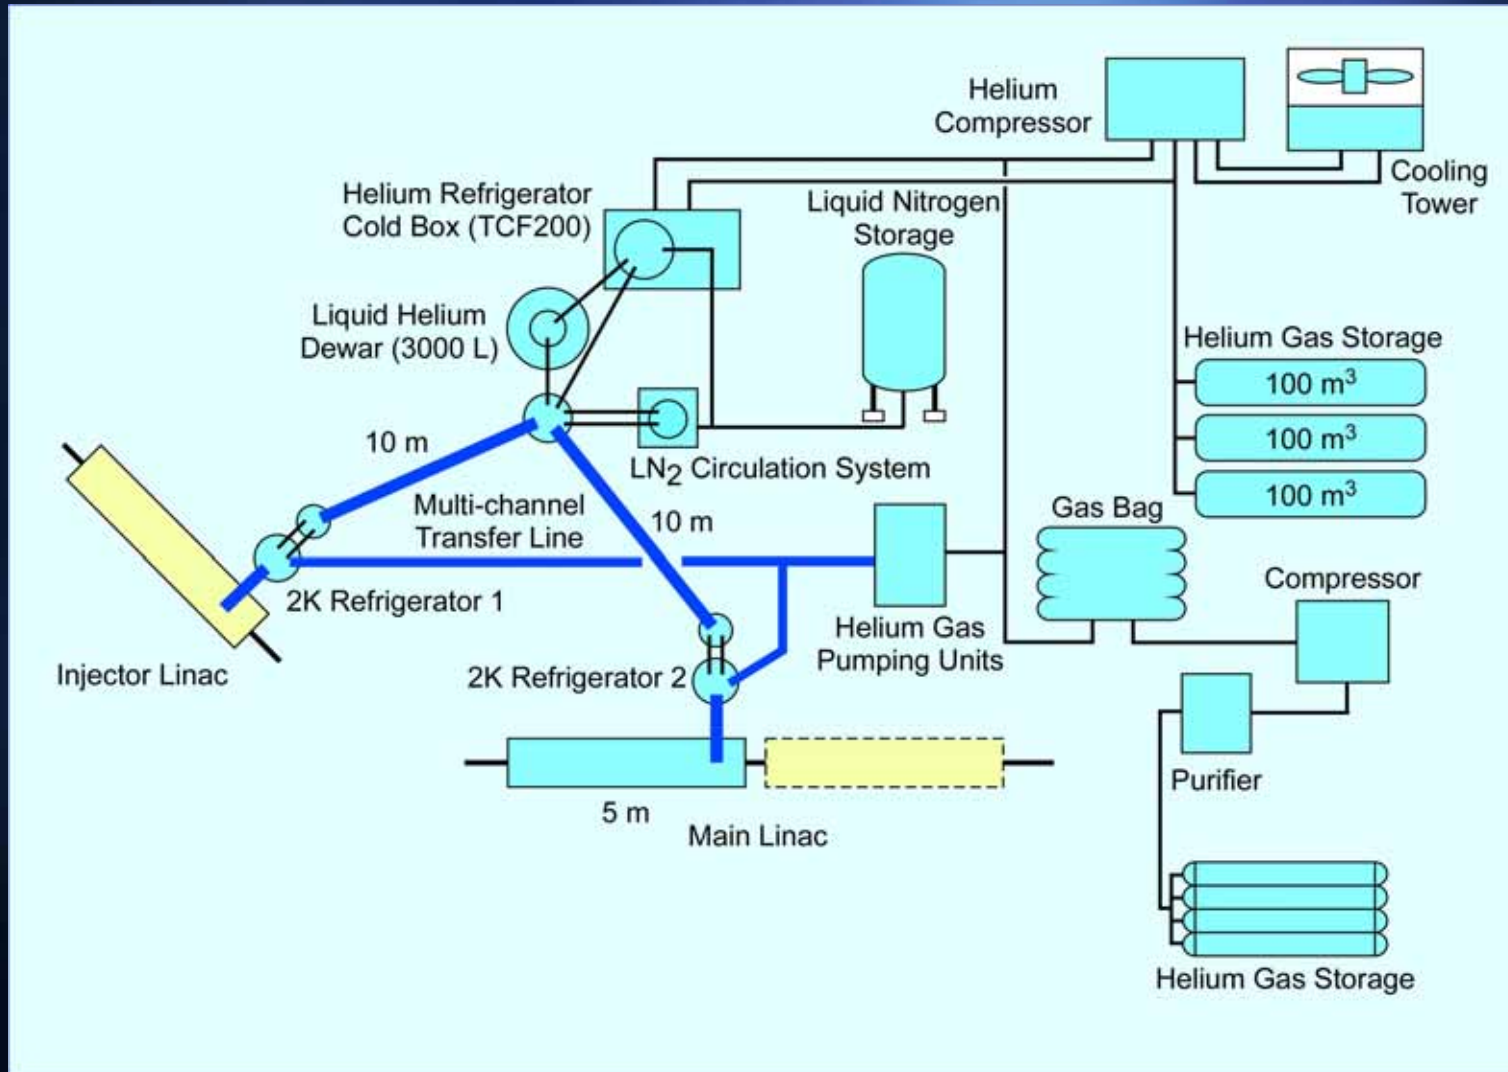 Helium
Compressor
Cooling
Tower
Helium Refrigerator
Cold Box (TCF200)
Liquid Nitrogen
Storage
Liquid Helium
Dewar (3000 L)
Helium Gas Storage
100 m³
100 m³
100 m³
10 m
LN₂ Circulation System
Multi-channel
Transfer Line
10 m
Gas Bag
Compressor
2K Refrigerator 1
Helium Gas
Pumping Units
Injector Linac
2K Refrigerator 2
Purifier
5 m
Main Linac
Helium Gas Storage